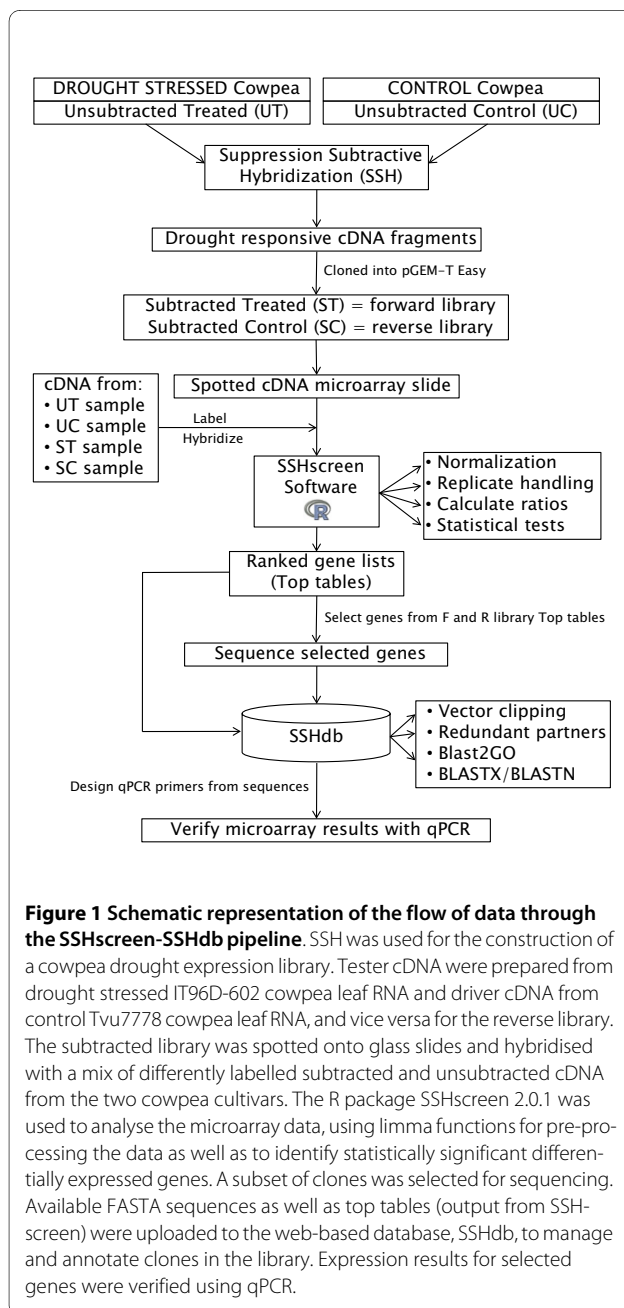 DROUGHT STRESSED Cowpea
Unsubtracted Treated (UT)
CONTROL Cowpea
Unsubtracted Control (UC)
Suppression Subtractive
Hybridization (SSH)
Drought responsive cDNA fragments
Cloned into pGEM-T Easy
Subtracted Treated (ST) = forward library
Subtracted Control (SC) = reverse library
Spotted cDNA microarray slide
cDNA from:
• UT sample
• UC sample
• ST sample
• SC sample
Label
Hybridize
SSHscreen
Software
R
• Normalization
• Replicate handling
• Calculate ratios
• Statistical tests
Ranked gene lists
(Top tables)
Select genes from F and R library Top tables
Sequence selected genes
SSHdb
• Vector clipping
• Redundant partners
• Blast2GO
• BLASTX/BLASTN
Design qPCR primers from sequences
Verify microarray results with qPCR
Figure 1 Schematic representation of the flow of data through
the SSHscreen-SSHdb pipeline. SSH was used for the construction of
a cowpea drought expression library. Tester cDNA were prepared from
drought stressed IT96D-602 cowpea leaf RNA and driver cDNA from
control Tvu7778 cowpea leaf RNA, and vice versa for the reverse library.
The subtracted library was spotted onto glass slides and hybridised
with a mix of differently labelled subtracted and unsubtracted cDNA
from the two cowpea cultivars. The R package SSHscreen 2.0.1 was
used to analyse the microarray data, using limma functions for pre-pro-
cessing the data as well as to identify statistically significant differen-
tially expressed genes. A subset of clones was selected for sequencing.
Available FASTA sequences as well as top tables (output from SSH-
screen) were uploaded to the web-based database, SSHdb, to manage
and annotate clones in the library. Expression results for selected
genes were verified using qPCR.